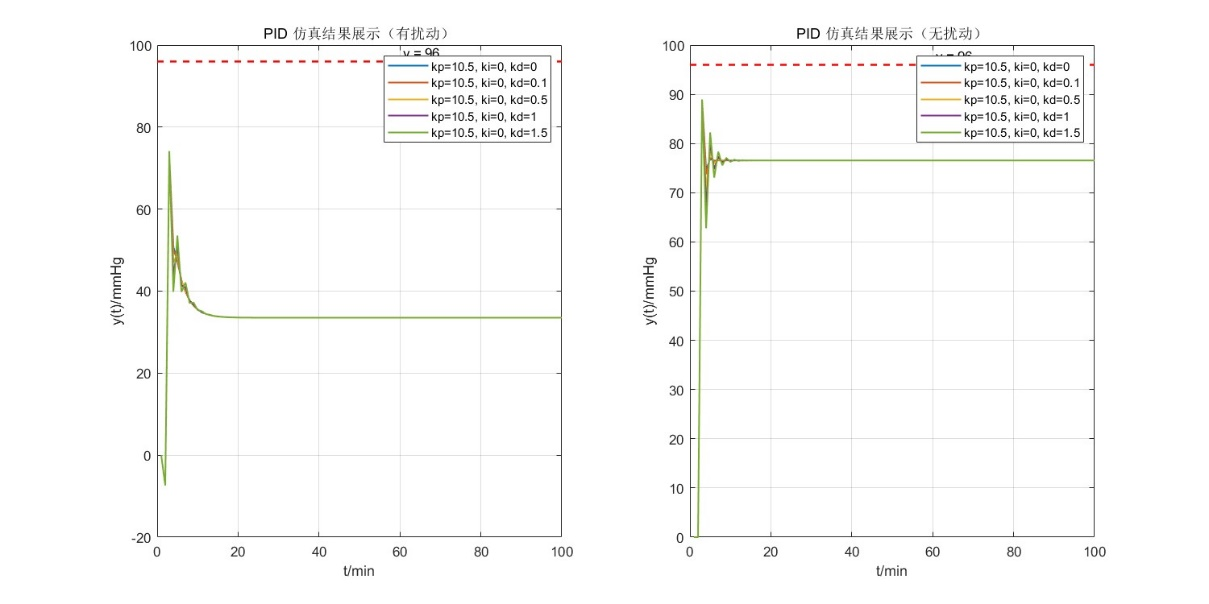 PID 仿真结果展示（有扰动）
100
80
60
40
20
0
-20
y(t)/mmHg
y = 96
kp=10.5, ki=0, kd=0
kp=10.5, ki=0, kd=0.1
kp=10.5, ki=0, kd=0.5
kp=10.5, ki=0, kd=1
kp=10.5, ki=0, kd=1.5
0 20 40 60 80 100
t/min
PID 仿真结果展示（无扰动）
100
90
80
70
60
50
40
30
20
10
0
y(t)/mmHg
kp=10.5, ki=0, kd=0
kp=10.5, ki=0, kd=0.1
kp=10.5, ki=0, kd=0.5
kp=10.5, ki=0, kd=1
kp=10.5, ki=0, kd=1.5
0 20 40 60 80 100
t/min